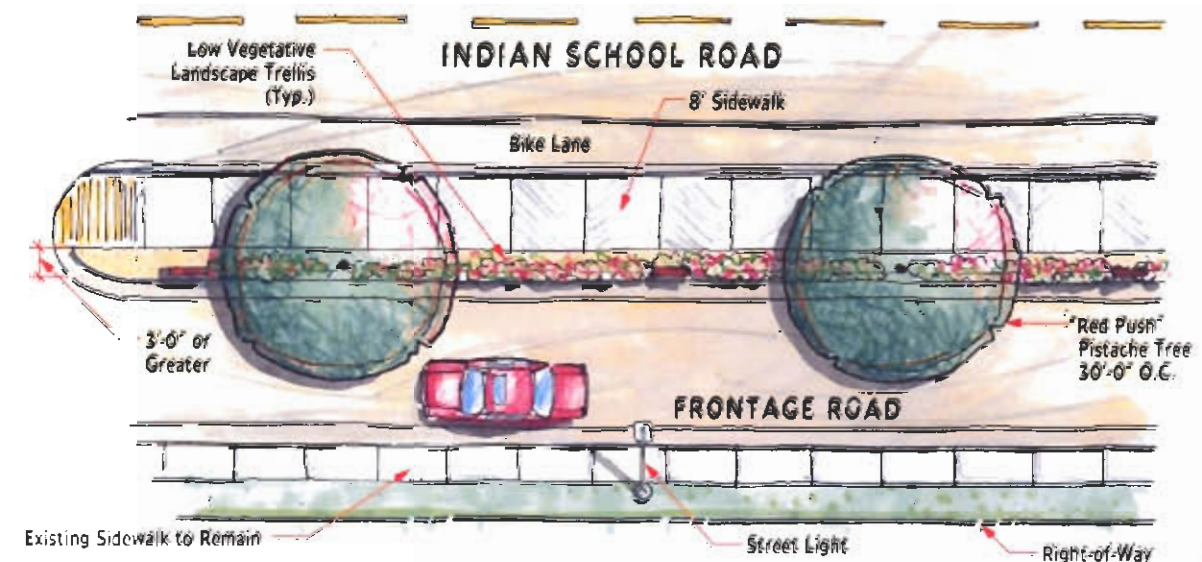 INDIAN SCHOOL ROAD
Low Vegetative
Landscape Trellis
(Typ.)
8' Sidewalk
Bike Lane
3'-0" of
Greater
"Red Push"
Pistache Tree
30'-0" O.C.
FRONTAGE ROAD
Existing Sidewalk to Remain
Street Light
Right-of-Way